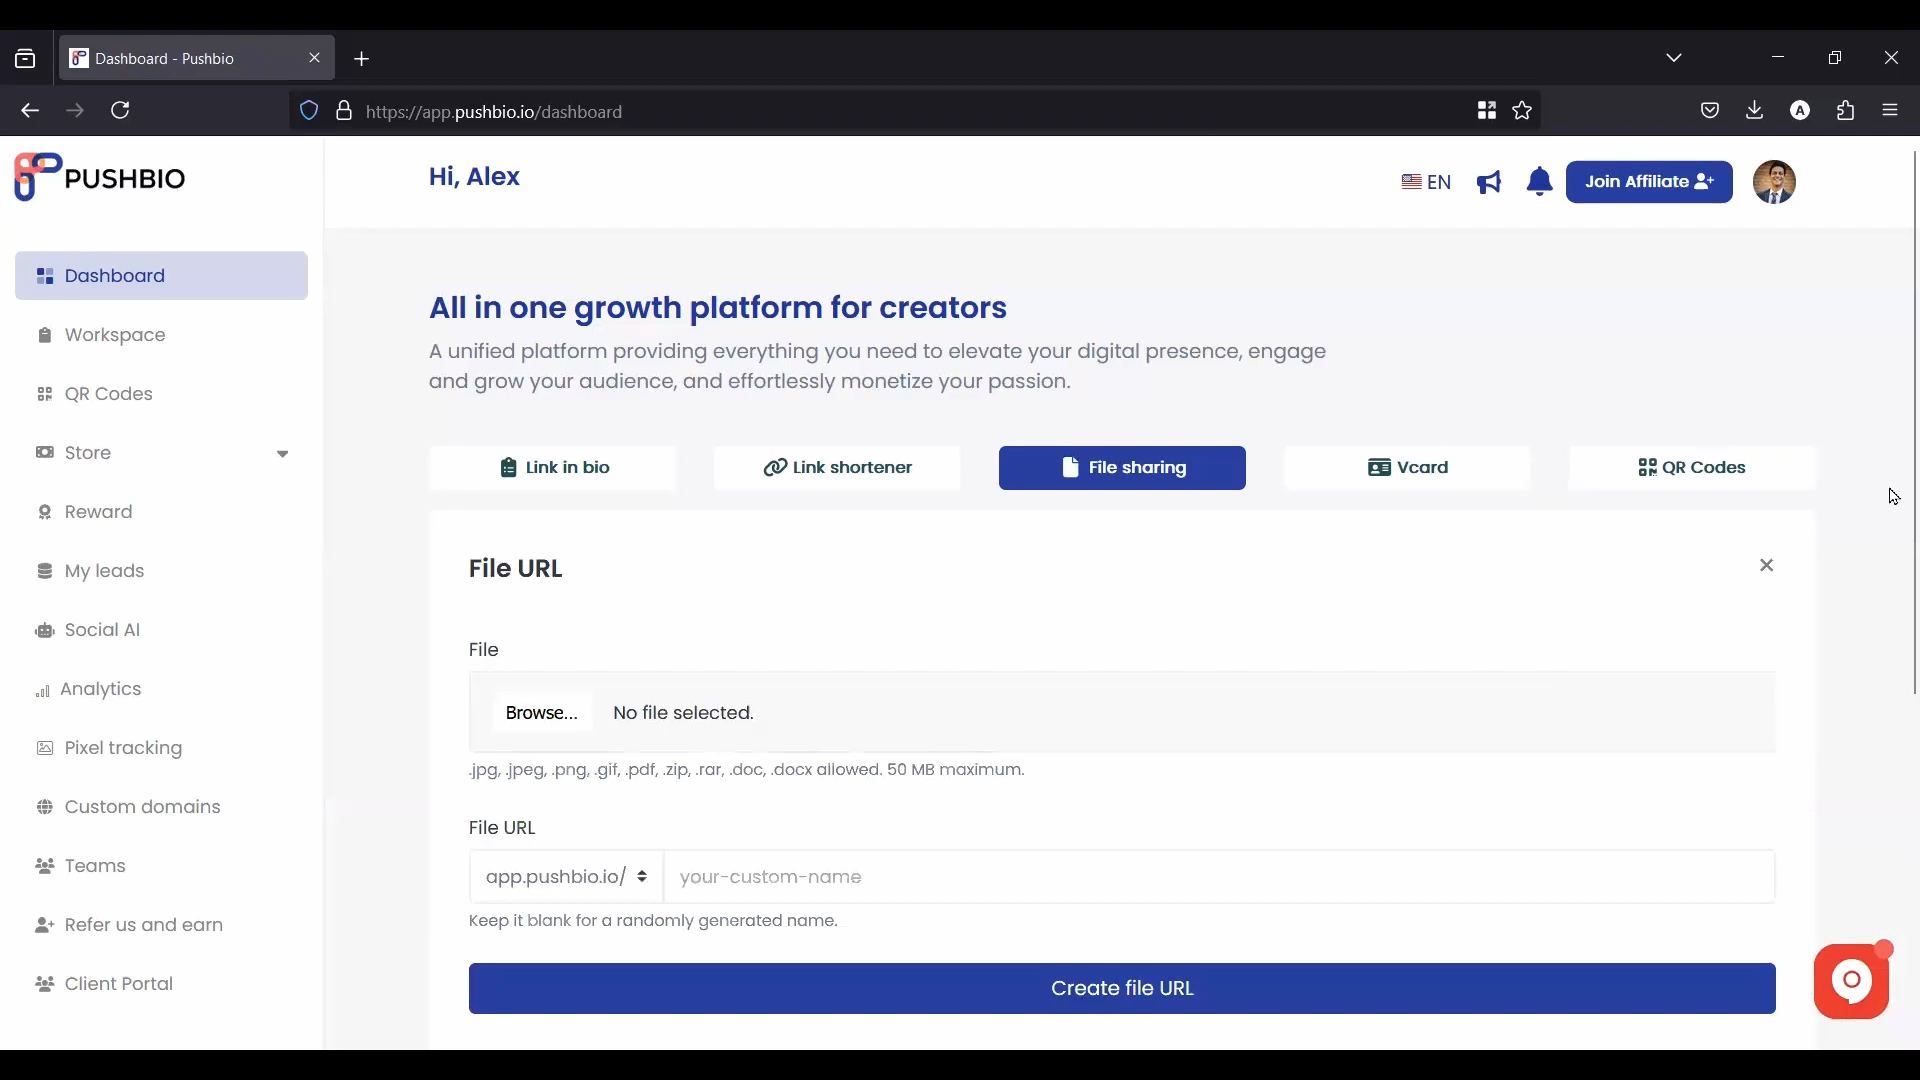 Dashboard - Pushbio
https://app.pushbio.io/dashboard
A
PUSHBIO
Hi, Alex
EN
Join Affiliate
Dashboard
Workspace
QR Codes
Store
Reward
My leads
Social AI
Analytics
Pixel tracking
Custom domains
Teams
Refer us and earn
Client Portal
All in one growth platform for creators
A unified platform providing everything you need to elevate your digital presence, engage
and grow your audience, and effortlessly monetize your passion.
Link in bio
Link shortener
File sharing
Vcard
QR Codes
File URL
File
Browse... No file selected.
.jpg, .jpeg, .png, .gif, .pdf, .zip, .rar, .doc, .docx allowed. 50 MB maximum.
File URL
app.pushbio.io/ your-custom-name
Keep it blank for a randomly generated name.
Create file URL